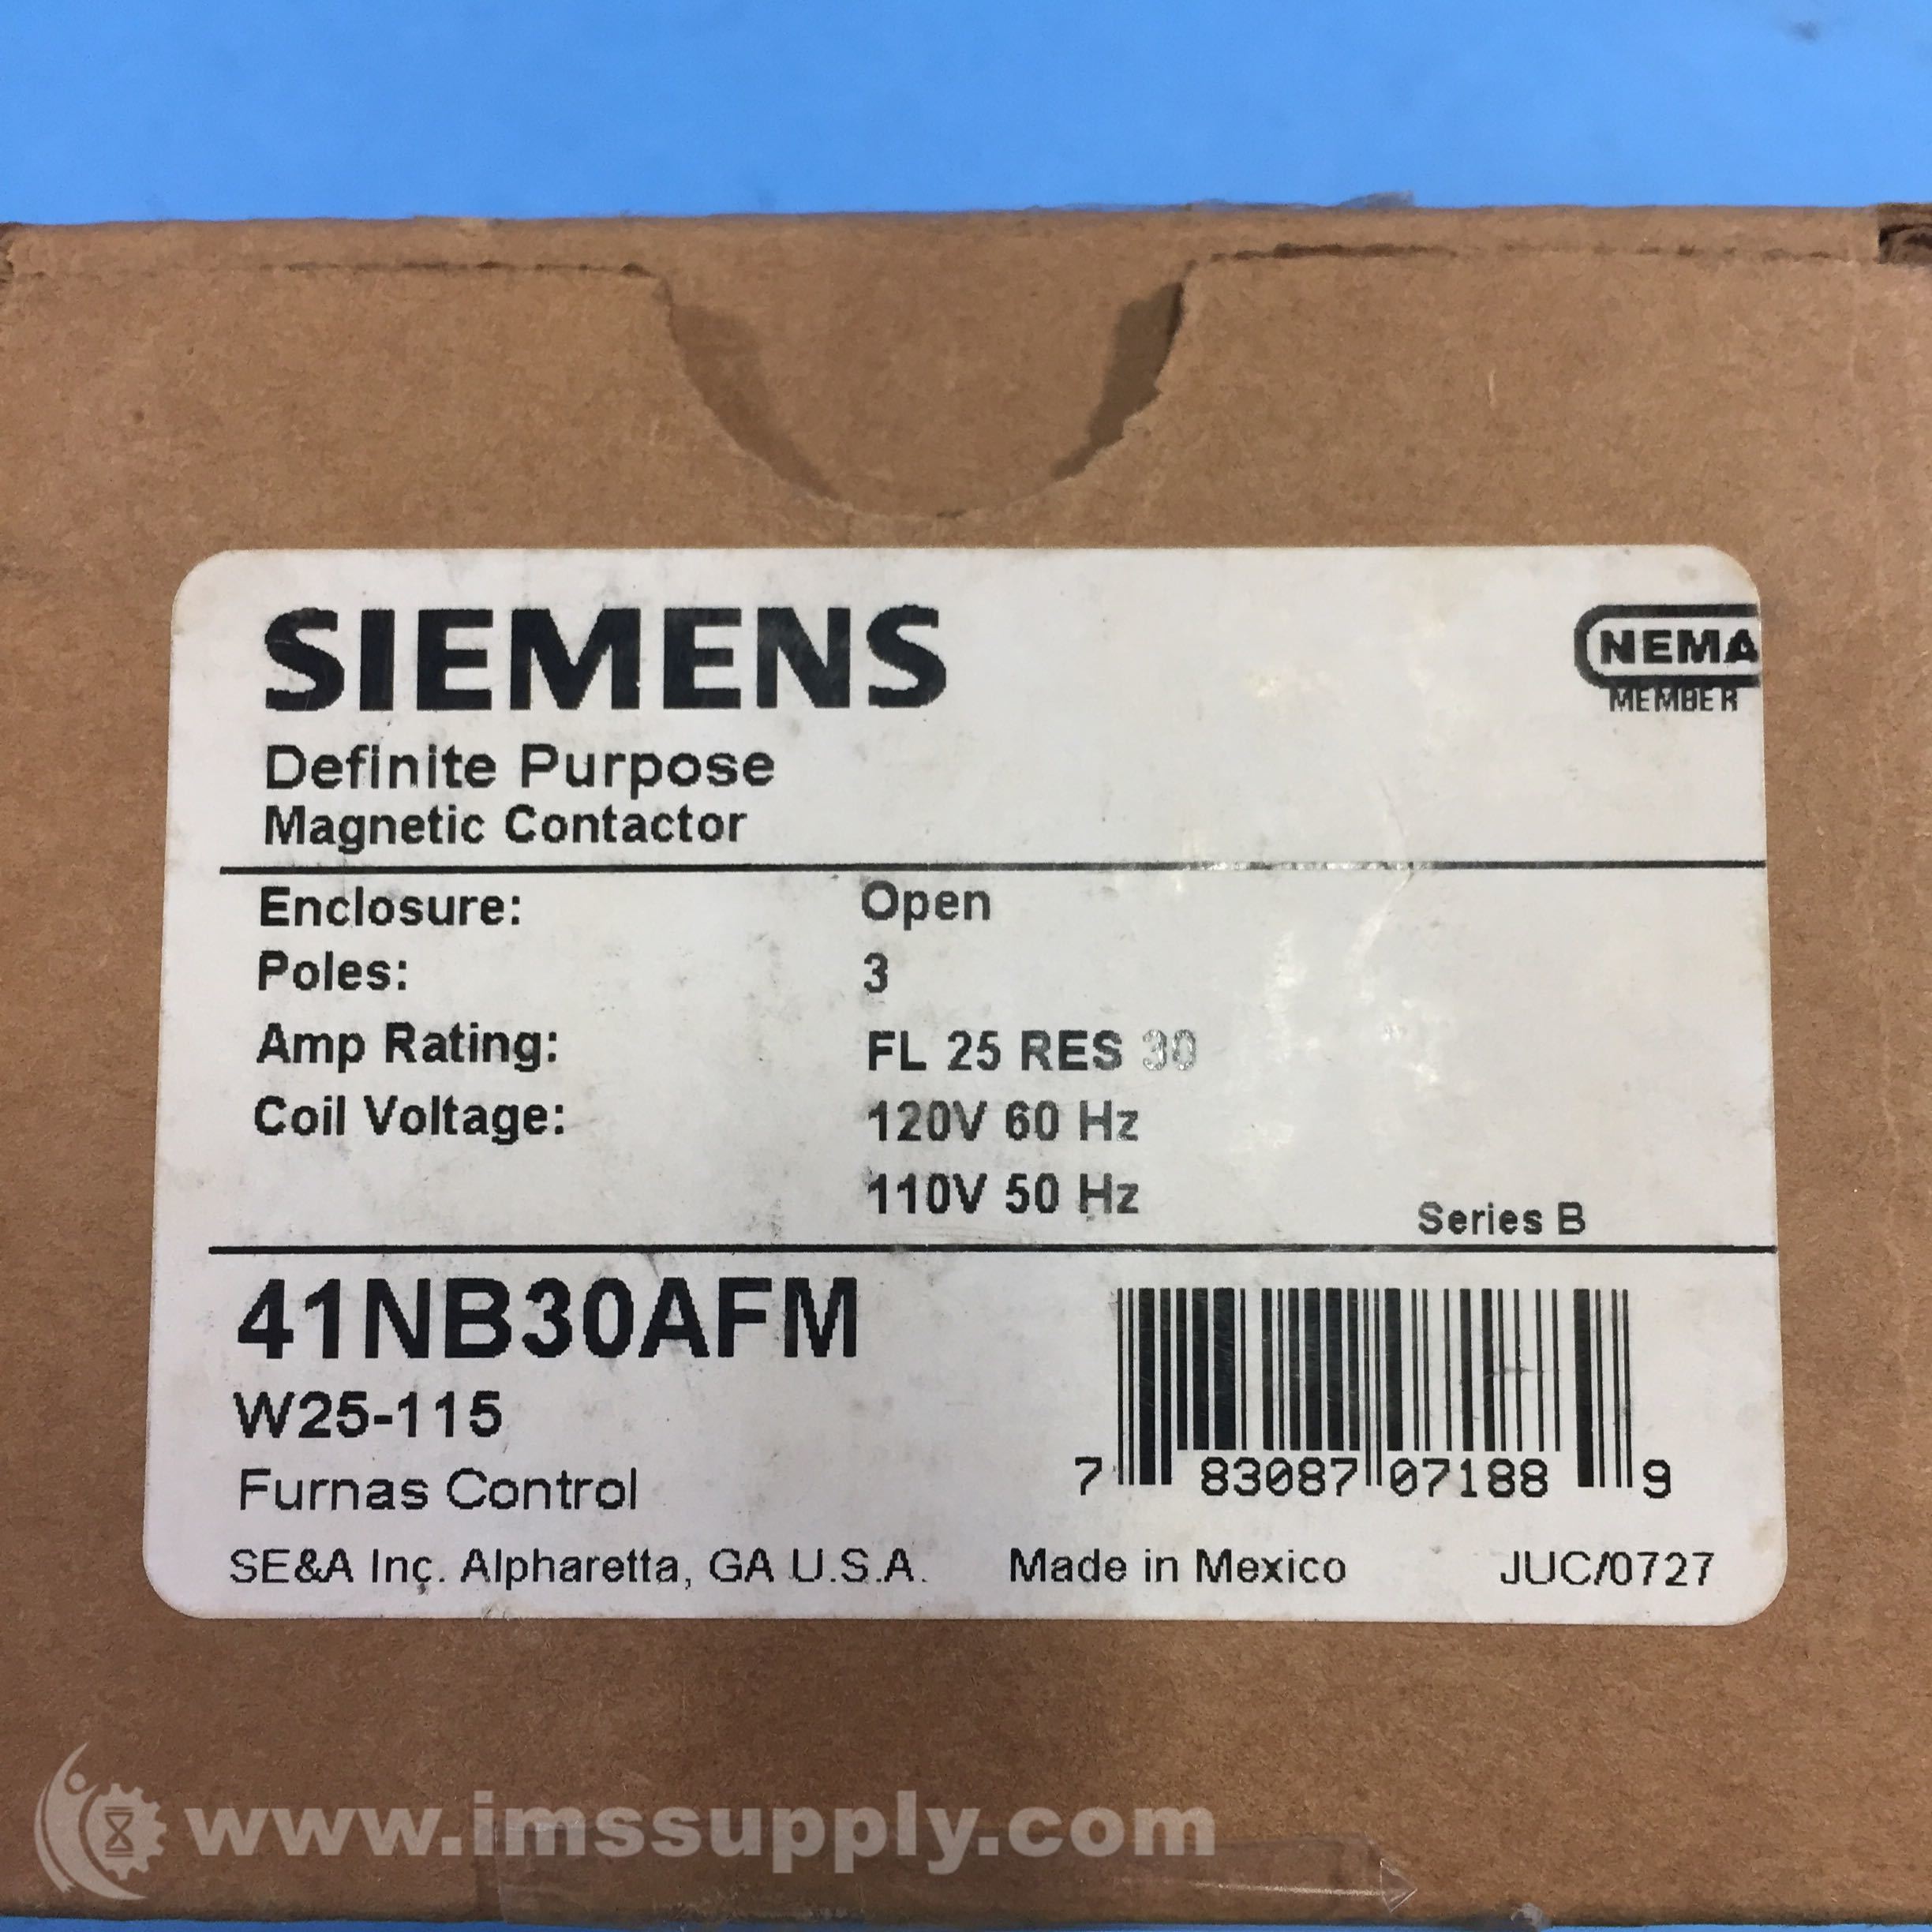 SIEMENS
NEMA
MEMBER
Definite Purpose
Magnetic Contactor
Enclosure: Open
Poles: 3
Amp Rating: FL 25 RES 30
Coil Voltage: 120V 60 Hz
110V 50 Hz
Series B
41NB30AFM
W25-115
Furnas Control
7 83087 07188 9
SE&A Inc. Alpharetta, GA U.S.A. Made in Mexico JUC/0727
www.imssupply.com